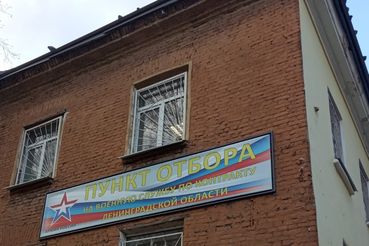 ПУНКТ ОТБОРА
НА ВОЕННУЮ СЛУЖБУ ПО КОНТРАКТУ
ЛЕНИНГРАДСКОЙ ОБЛАСТИ